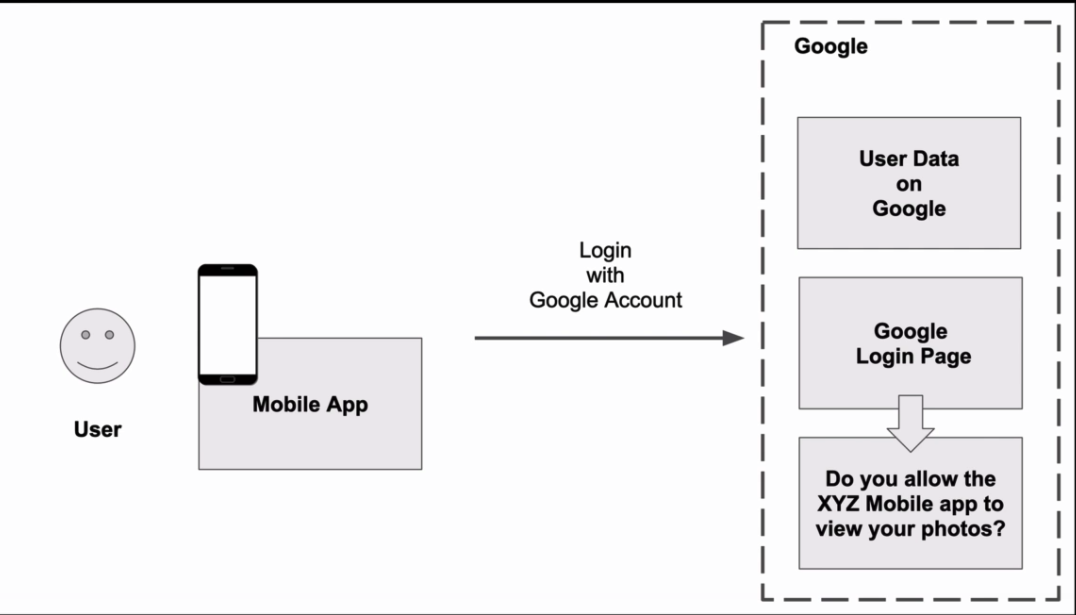 Google
User Data
on
Google
Login
with
Google Account
Google
Login Page
Mobile App
User
Do you allow the
XYZ Mobile app to
view your photos?